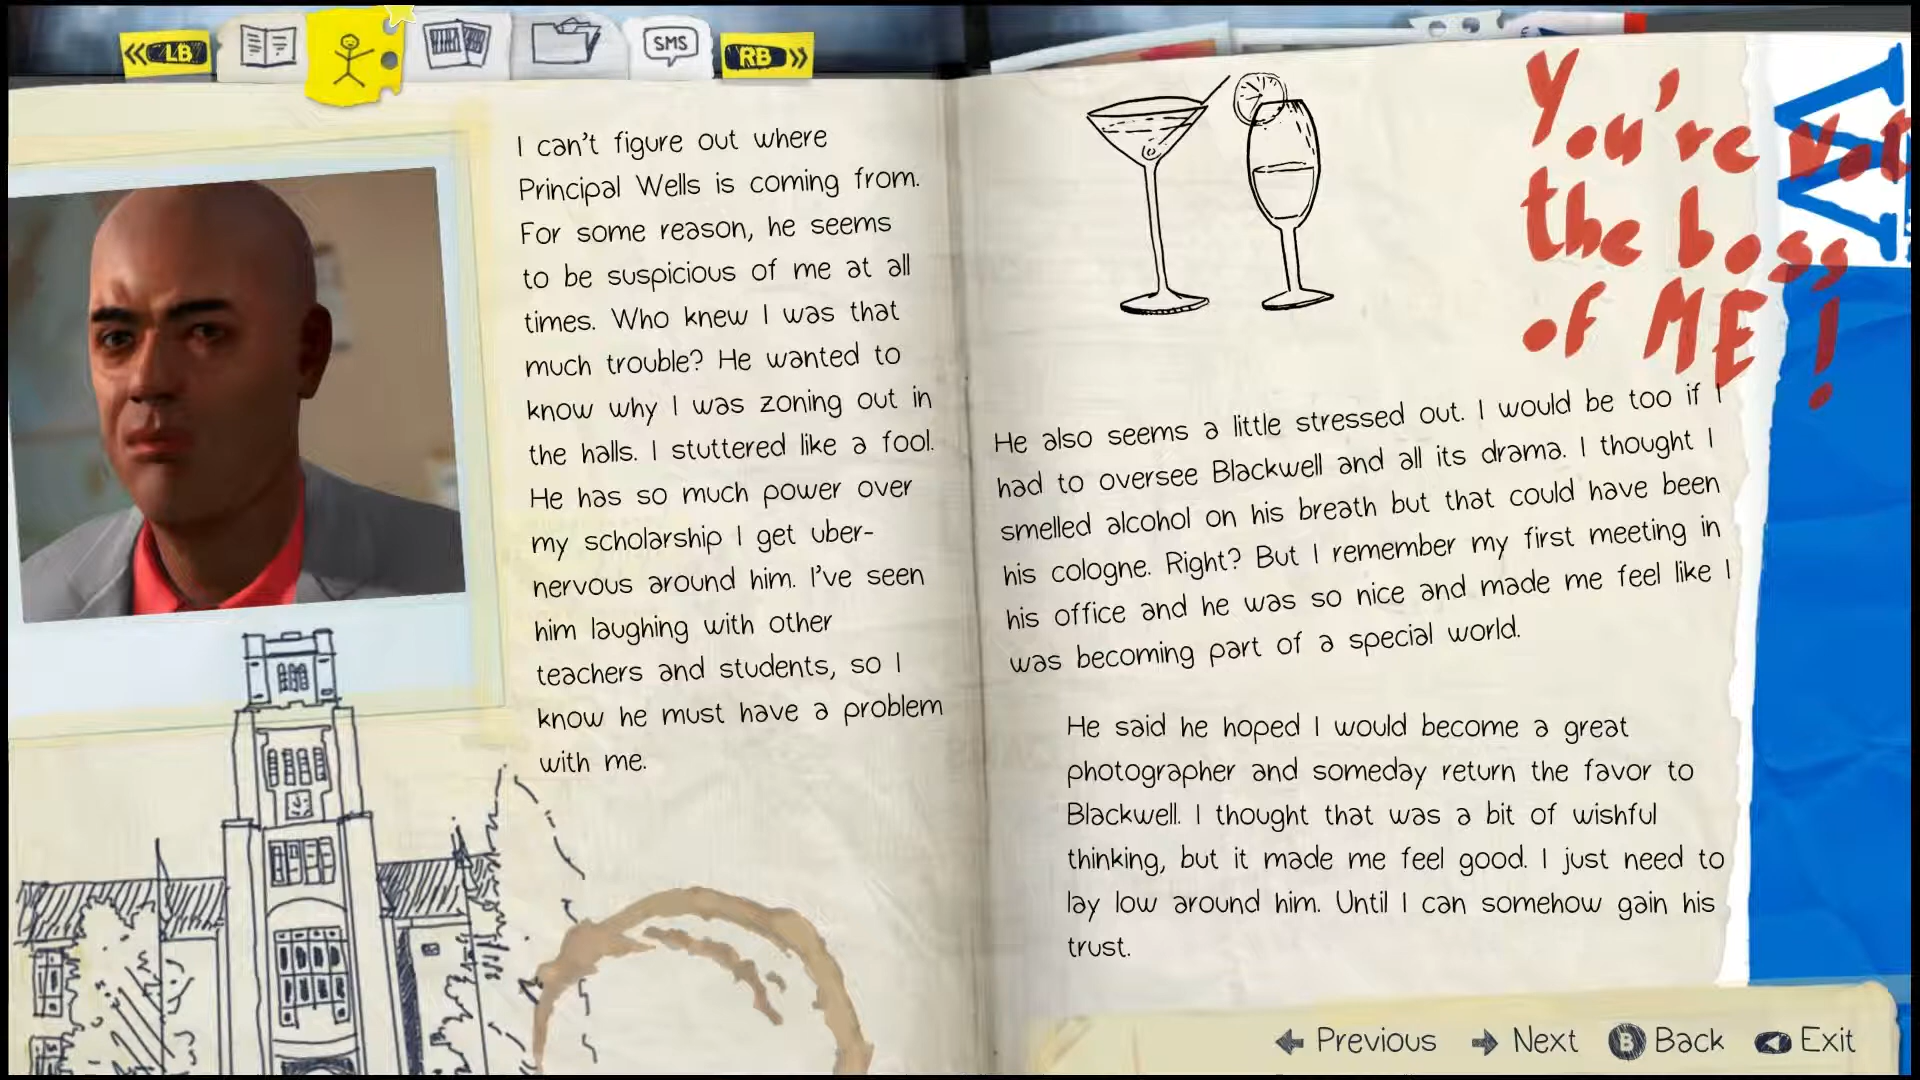 LB
SMS
RB
I can't figure out where
Principal Wells is coming from.
For some reason, he seems
to be suspicious of me at all
times. Who knew I was that
much trouble? He wanted to
know why I was zoning out in
the halls. I stuttered like a fool.
He has so much power over
my scholarship I get uber-
nervous around him. I've seen
him laughing with other
teachers and students, so I
know he must have a problem
with me.
You're not
the boss
of ME!
W
He also seems a little stressed out. I would be too if I
had to oversee Blackwell and all its drama. I thought I
smelled alcohol on his breath but that could have been
his cologne. Right? But I remember my first meeting in
his office and he was so nice and made me feel like I
was becoming part of a special world.
He said he hoped I would become a great
photographer and someday return the favor to
Blackwell. I thought that was a bit of wishful
thinking, but it made me feel good. I just need to
lay low around him. Until I can somehow gain his
trust.
Previous
Next
B Back
Exit